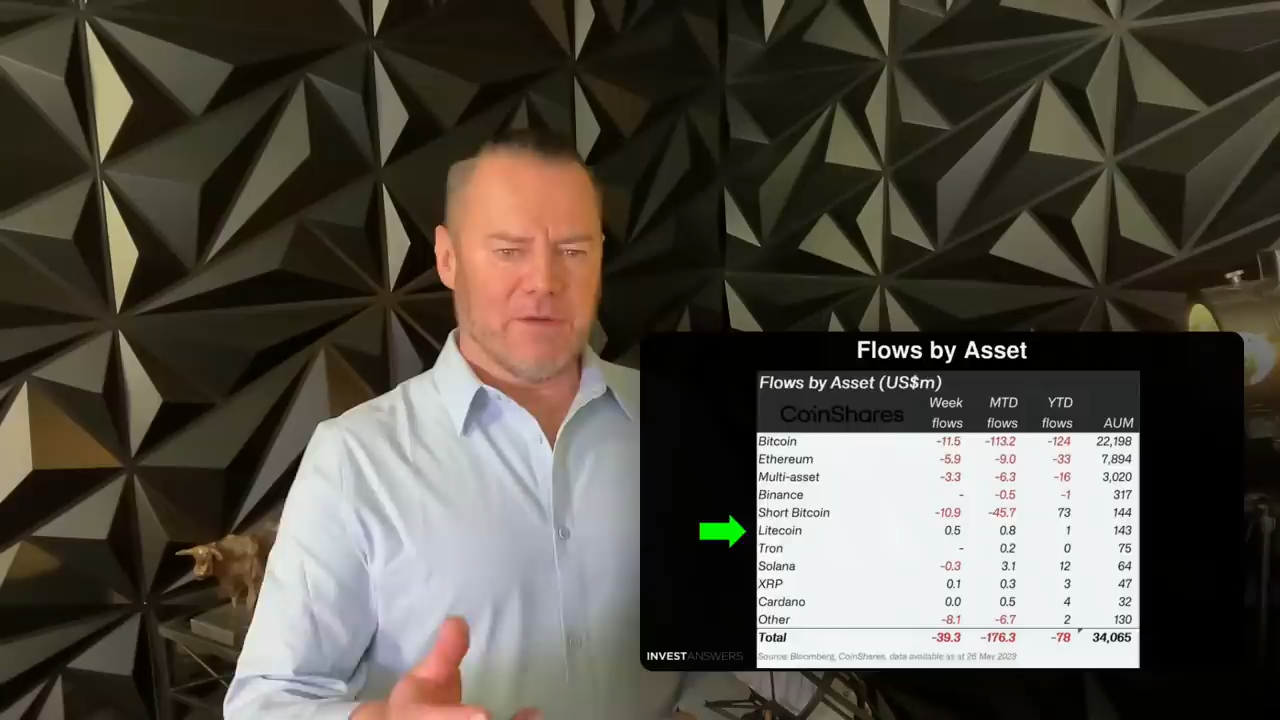 Flows by Asset
Flows by Asset (US$m)
CoinShares
Week flows MTD flows YTD flows AUM
Bitcoin -11.5 -113.2 -124 22,198
Ethereum -5.9 -9.0 -33 7,894
Multi-asset -3.3 -6.3 -16 3,020
Binance - -0.5 -1 317
Short Bitcoin -10.9 -45.7 73 144
Litecoin 0.5 0.8 1 143
Tron - 0.2 0 75
Solana -0.3 3.1 12 64
XRP 0.1 0.3 3 47
Cardano 0.0 0.5 4 32
Other -8.1 -6.7 2 130
Total -39.3 -176.3 -78 34,065
Source: Bloomberg, CoinShares, data available as at 26 May 2023
INVESTANSWERS